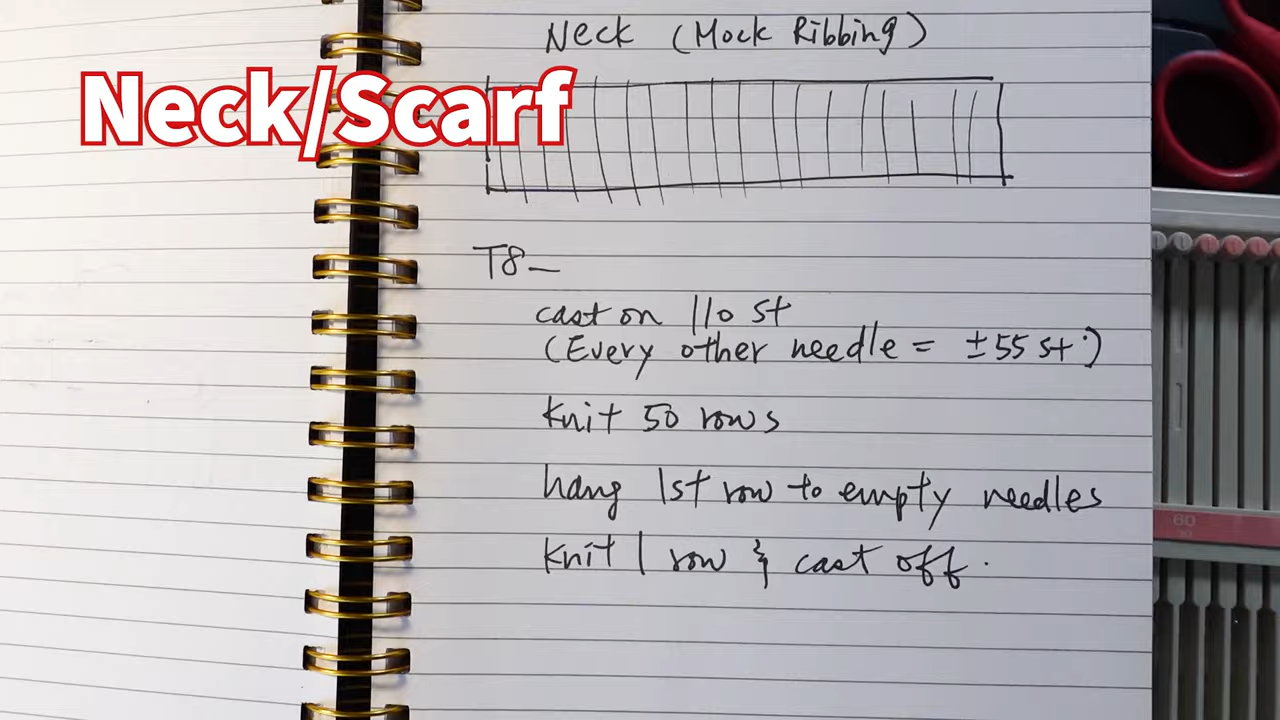 Neck (Mock Ribbing)
Neck/Scarf
T8-
cast on 110 st
(Every other needle = ±55 st.)
Knit 50 rows
hang 1st row to empty needles
Knit 1 row & cast off.
60